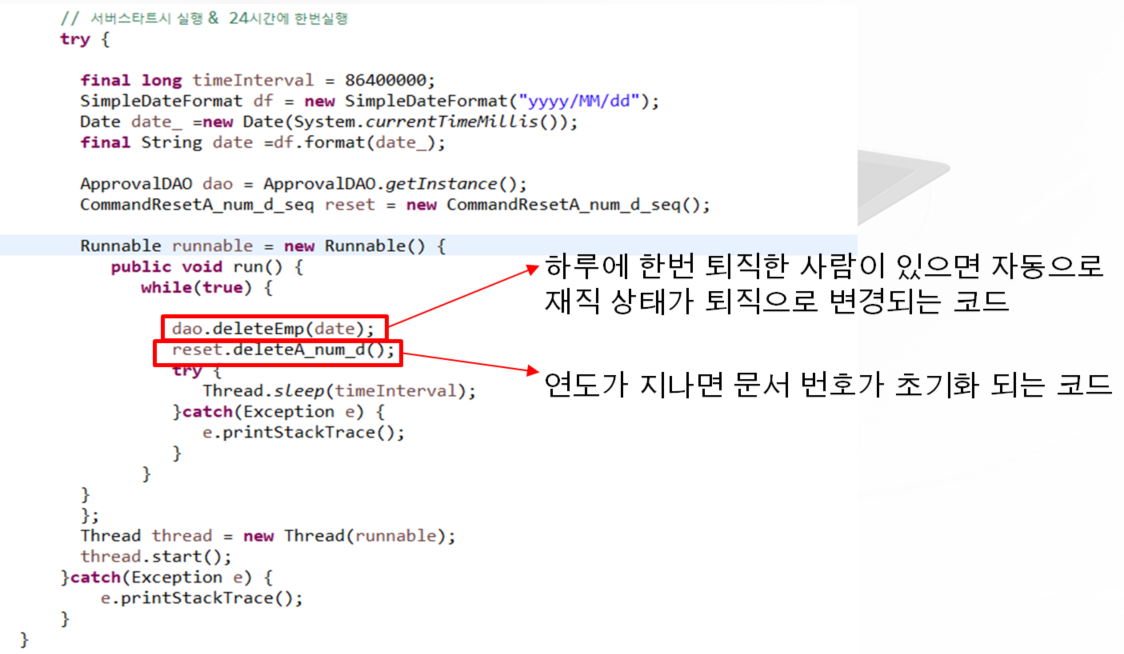 // 서버스타트시 실행 & 24시간에 한번실행
try {
final long timeInterval = 86400000;
SimpleDateFormat df = new SimpleDateFormat("yyyy/MM/dd");
Date date_ =new Date(System.currentTimeMillis());
final String date =df.format(date_);
ApprovalDAO dao = ApprovalDAO.getInstance();
CommandResetA_num_d_seq reset = new CommandResetA_num_d_seq();
Runnable runnable = new Runnable() {
public void run() {
while(true) {
dao.deleteEmp(date);
reset.deleteA_num_d();
try {
Thread.sleep(timeInterval);
}catch(Exception e) {
e.printStackTrace();
}
}
}
};
Thread thread = new Thread(runnable);
thread.start();
}catch(Exception e) {
e.printStackTrace();
}
}
하루에 한번 퇴직한 사람이 있으면 자동으로
재직 상태가 퇴직으로 변경되는 코드
연도가 지나면 문서 번호가 초기화 되는 코드